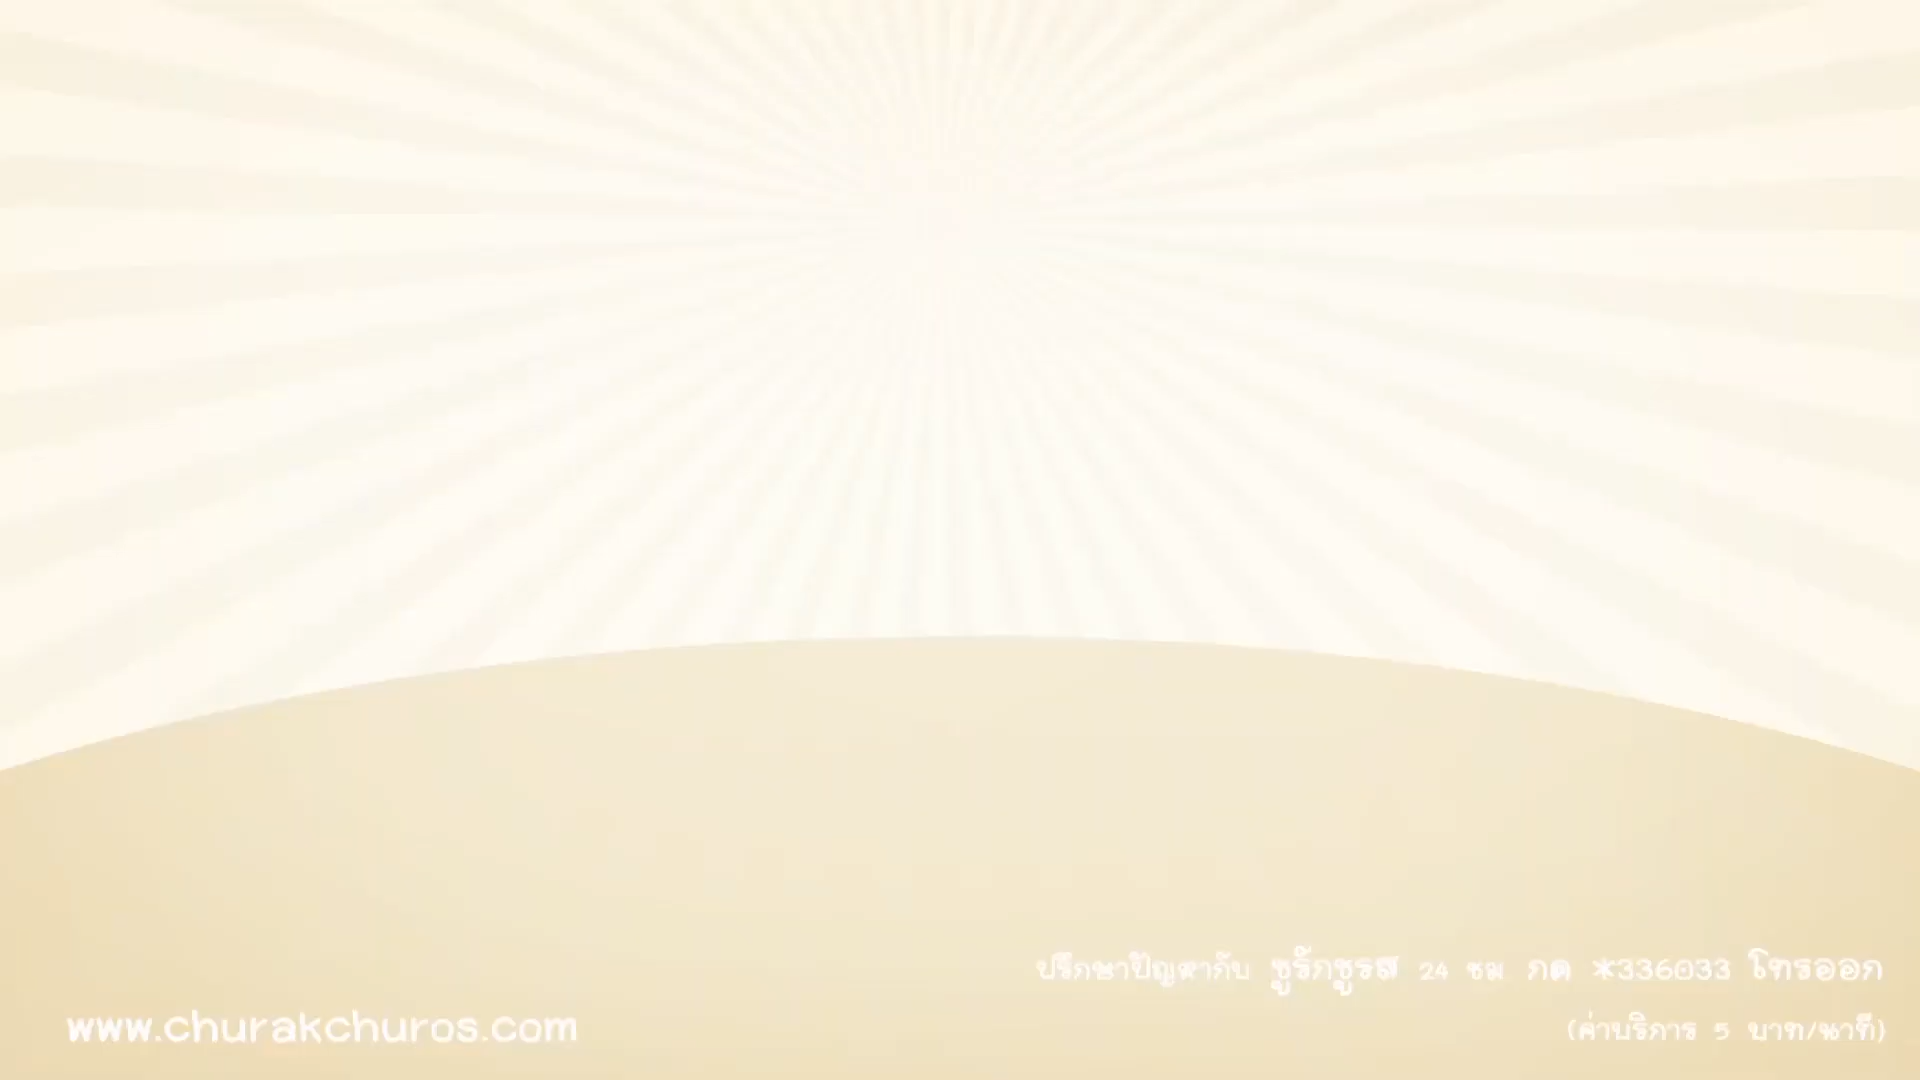 ปรึกษาปัญหากับ ชูรักชูรส 24 ชม กด *336033 โทรออก
www.churakchuros.com
(ค่าบริการ 5 บาท/นาที)